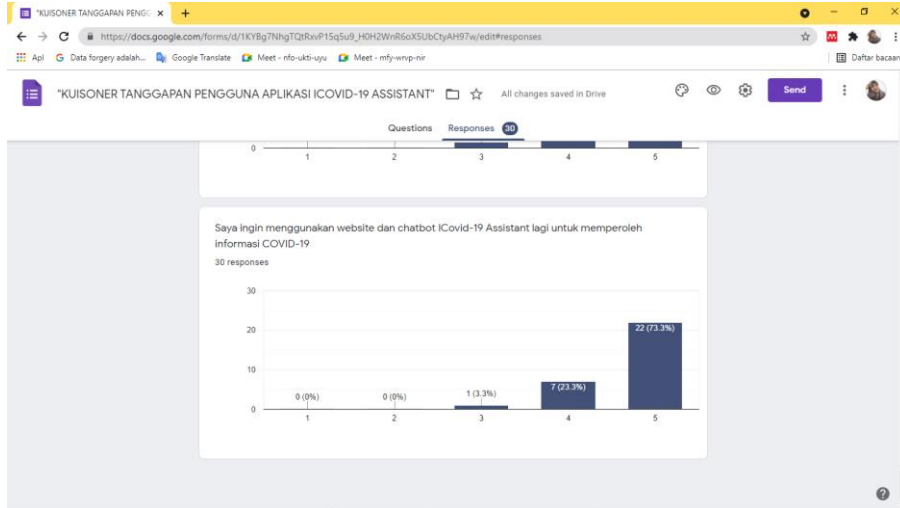 "KUISONER TANGGAPAN PENGG
https://docs.google.com/forms/d/1KYBg7NhgTQtRxvP15q5u9_H0H2WnR6oX5UbCtyAH97w/edit#responses
Apl Data forgery adalah... Google Translate Meet - nfo-ukti-uyu Meet - mfy-wnvp-nir Daftar bacaan
"KUISONER TANGGAPAN PENGGUNA APLIKASI ICOVID-19 ASSISTANT" All changes saved in Drive Send
Questions Responses 30
0
1 2 3 4 5
Saya ingin menggunakan website dan chatbot ICovid-19 Assistant lagi untuk memperoleh
informasi COVID-19
30 responses
30
20
10
0
0 (0%) 0 (0%) 1 (3.3%) 7 (23.3%) 22 (73.3%)
1 2 3 4 5